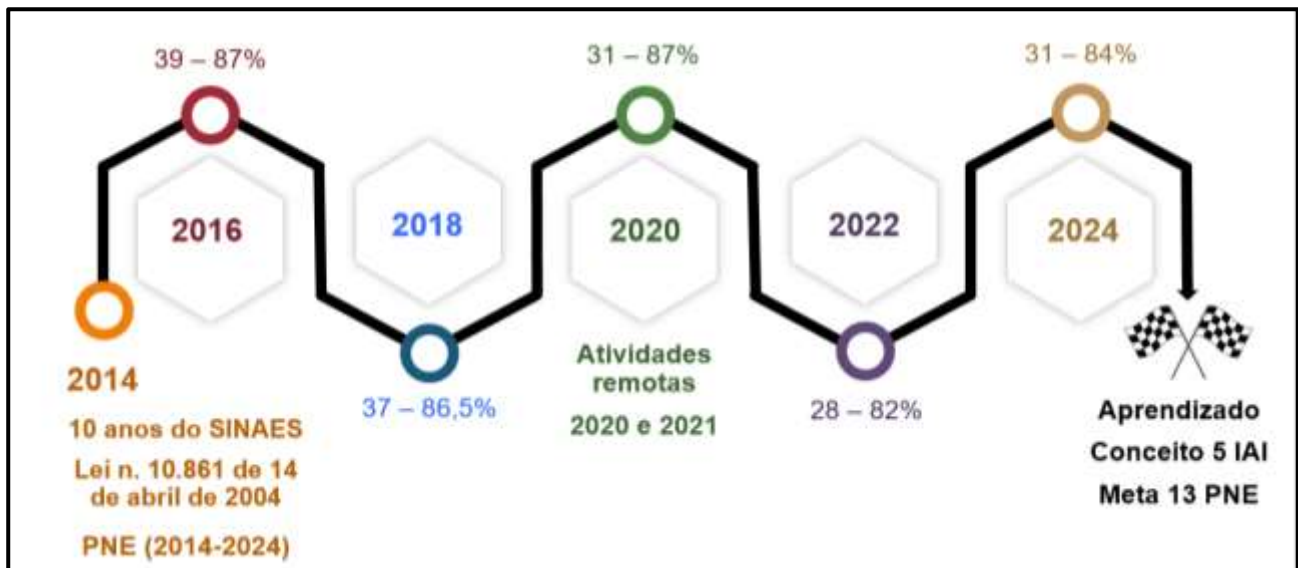 39 – 87%
31 – 87%
31 – 84%
2016
2018
2020
2022
2024
2014
10 anos do SINAES
Lei n. 10.861 de 14
de abril de 2004
PNE (2014-2024)
37 – 86,5%
Atividades
remotas
2020 e 2021
28 – 82%
Aprendizado
Conceito 5 IAI
Meta 13 PNE